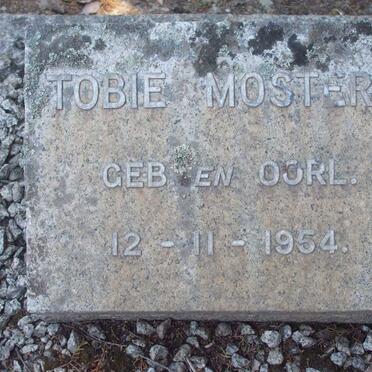 TOBIE MOSTER
GEB EN OORL.
12 - 11 - 1954.